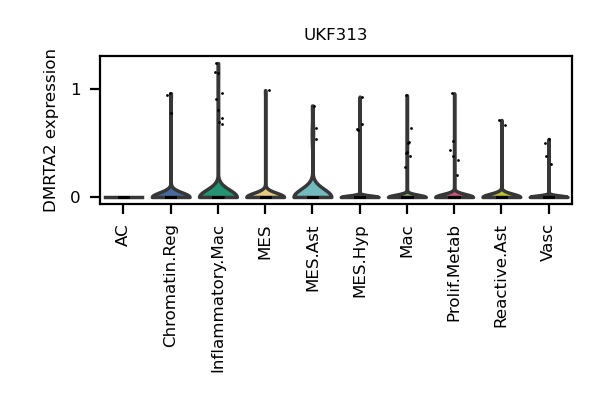 UKF313
DMRTA2 expression
1
0
AC
Chromatin.Reg
Inflammatory.Mac
MES
MES.Ast
MES.Hyp
Mac
Prolif.Metab
Reactive.Ast
Vasc